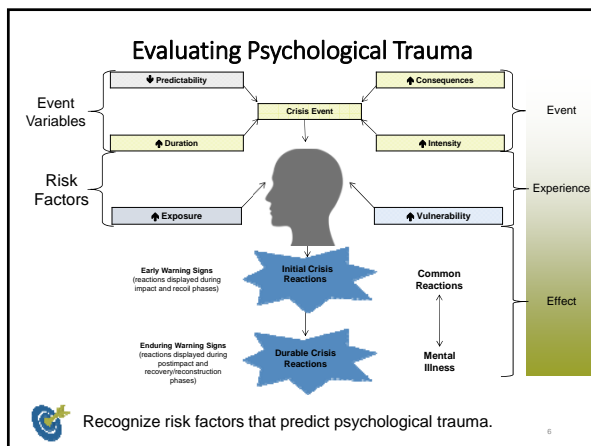 Evaluating Psychological Trauma
Predictability
Consequences
Event
Variables
Crisis Event
Event
Duration
Intensity
Risk
Factors
Experience
Exposure
Vulnerability
Early Warning Signs
(reactions displayed during
impact and recoil phases)
Initial Crisis
Reactions
Common
Reactions
Effect
Enduring Warning Signs
(reactions displayed during
postimpact and
recovery/reconstruction
phases)
Durable Crisis
Reactions
Mental
Illness
Recognize risk factors that predict psychological trauma.
6